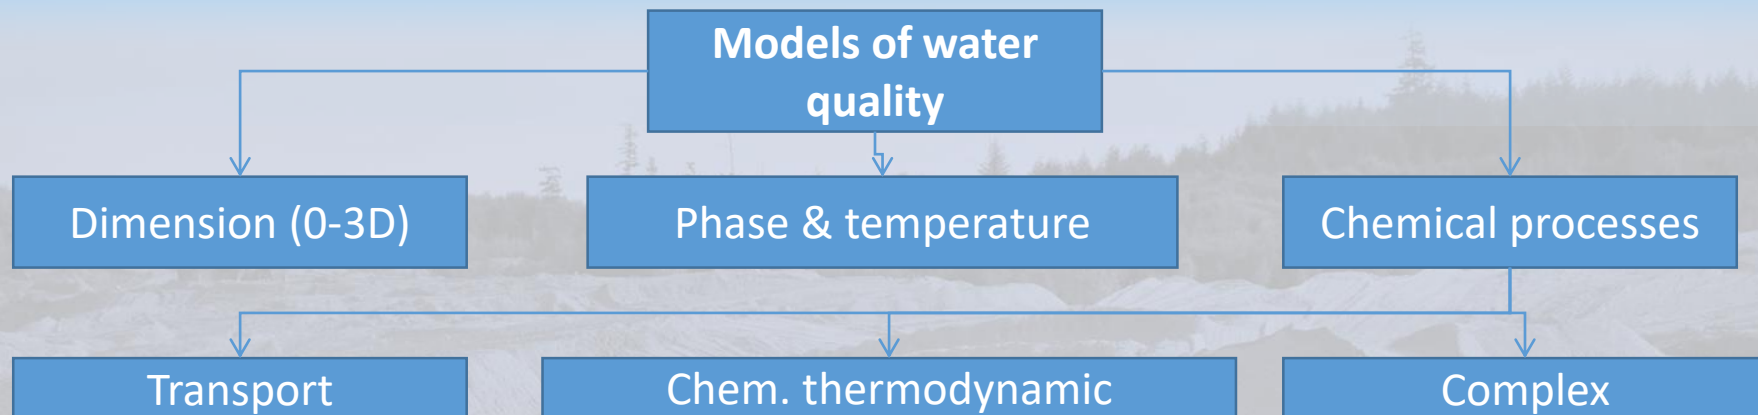 Models of water
quality
Dimension (0-3D)
Phase & temperature
Chemical processes
Transport
Chem. thermodynamic
Complex